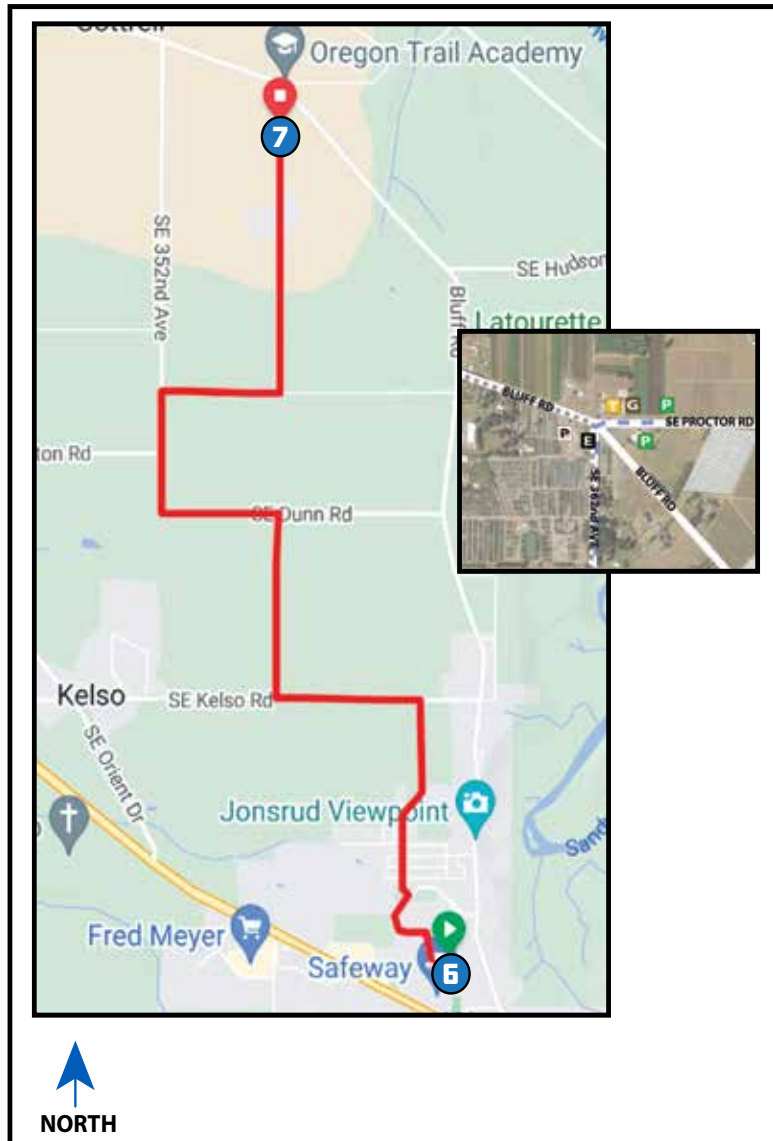 Oregon Trail Academy
7
SE 352nd Ave
SE Hudson
Bluff Rd
Latourette
BLUFF RD
T G P
SE PROCTOR RD
P
E
P
SE 362nd AVE
BLUFF RD
ton Rd
SE Dunn Rd
Kelso
SE Kelso Rd
SE Orient Dr
Jonsrud Viewpoint
Sand
Fred Meyer
Safeway
6
NORTH